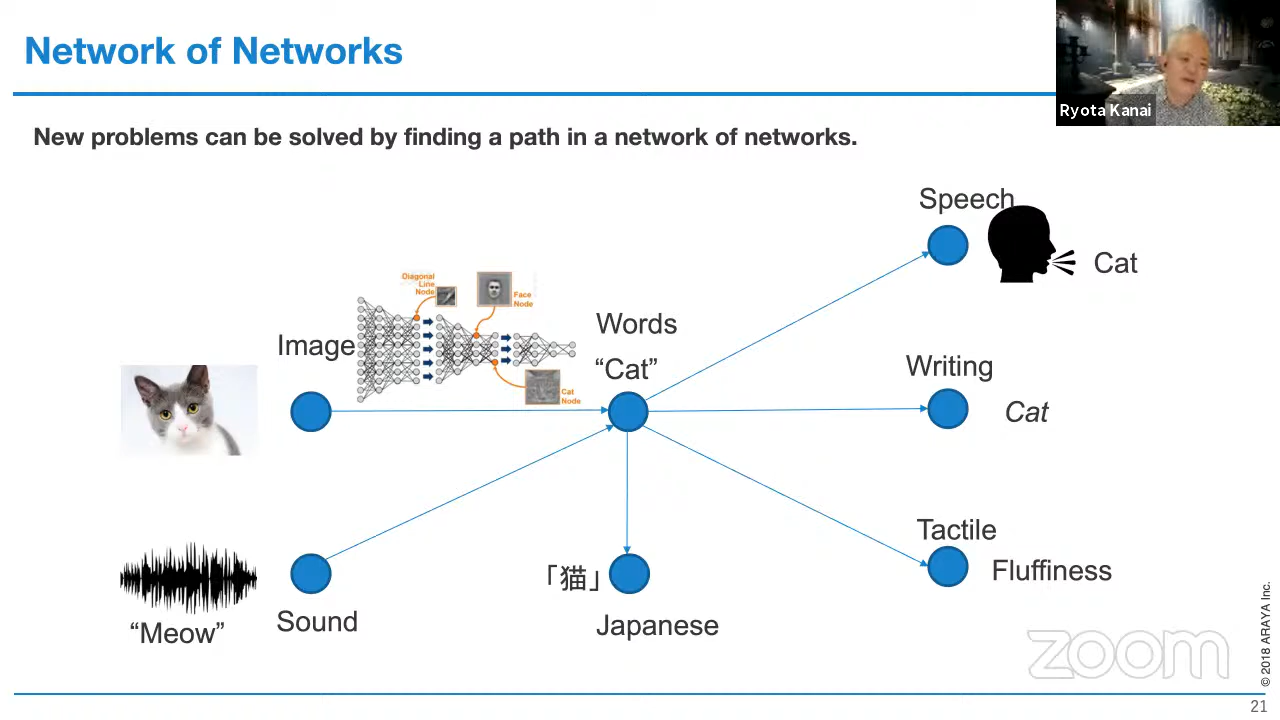 Network of Networks
Ryota Kanai
New problems can be solved by finding a path in a network of networks.
Speech
Cat
Diagonal
Line
Node
Face
Node
Cat
Node
Image
Words
“Cat”
Writing
Cat
Tactile
Fluffiness
「猫」
Japanese
Sound
“Meow”
zoom
© 2018 ARAYA Inc.
21